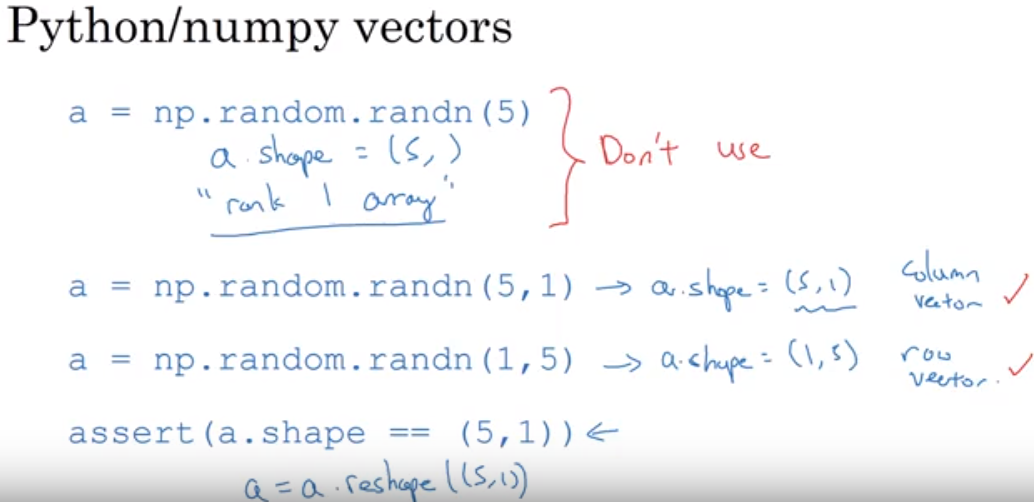 Python/numpy vectors
a = np.random.randn(5)
a.shape = (5, )
"rank 1 array"
Don't use
a = np.random.randn(5,1) → a.shape = (5,1) column vector ✓
a = np.random.randn(1,5) → a.shape = (1,5) row vector. ✓
assert(a.shape == (5,1)) ←
a = a.reshape((5,1))